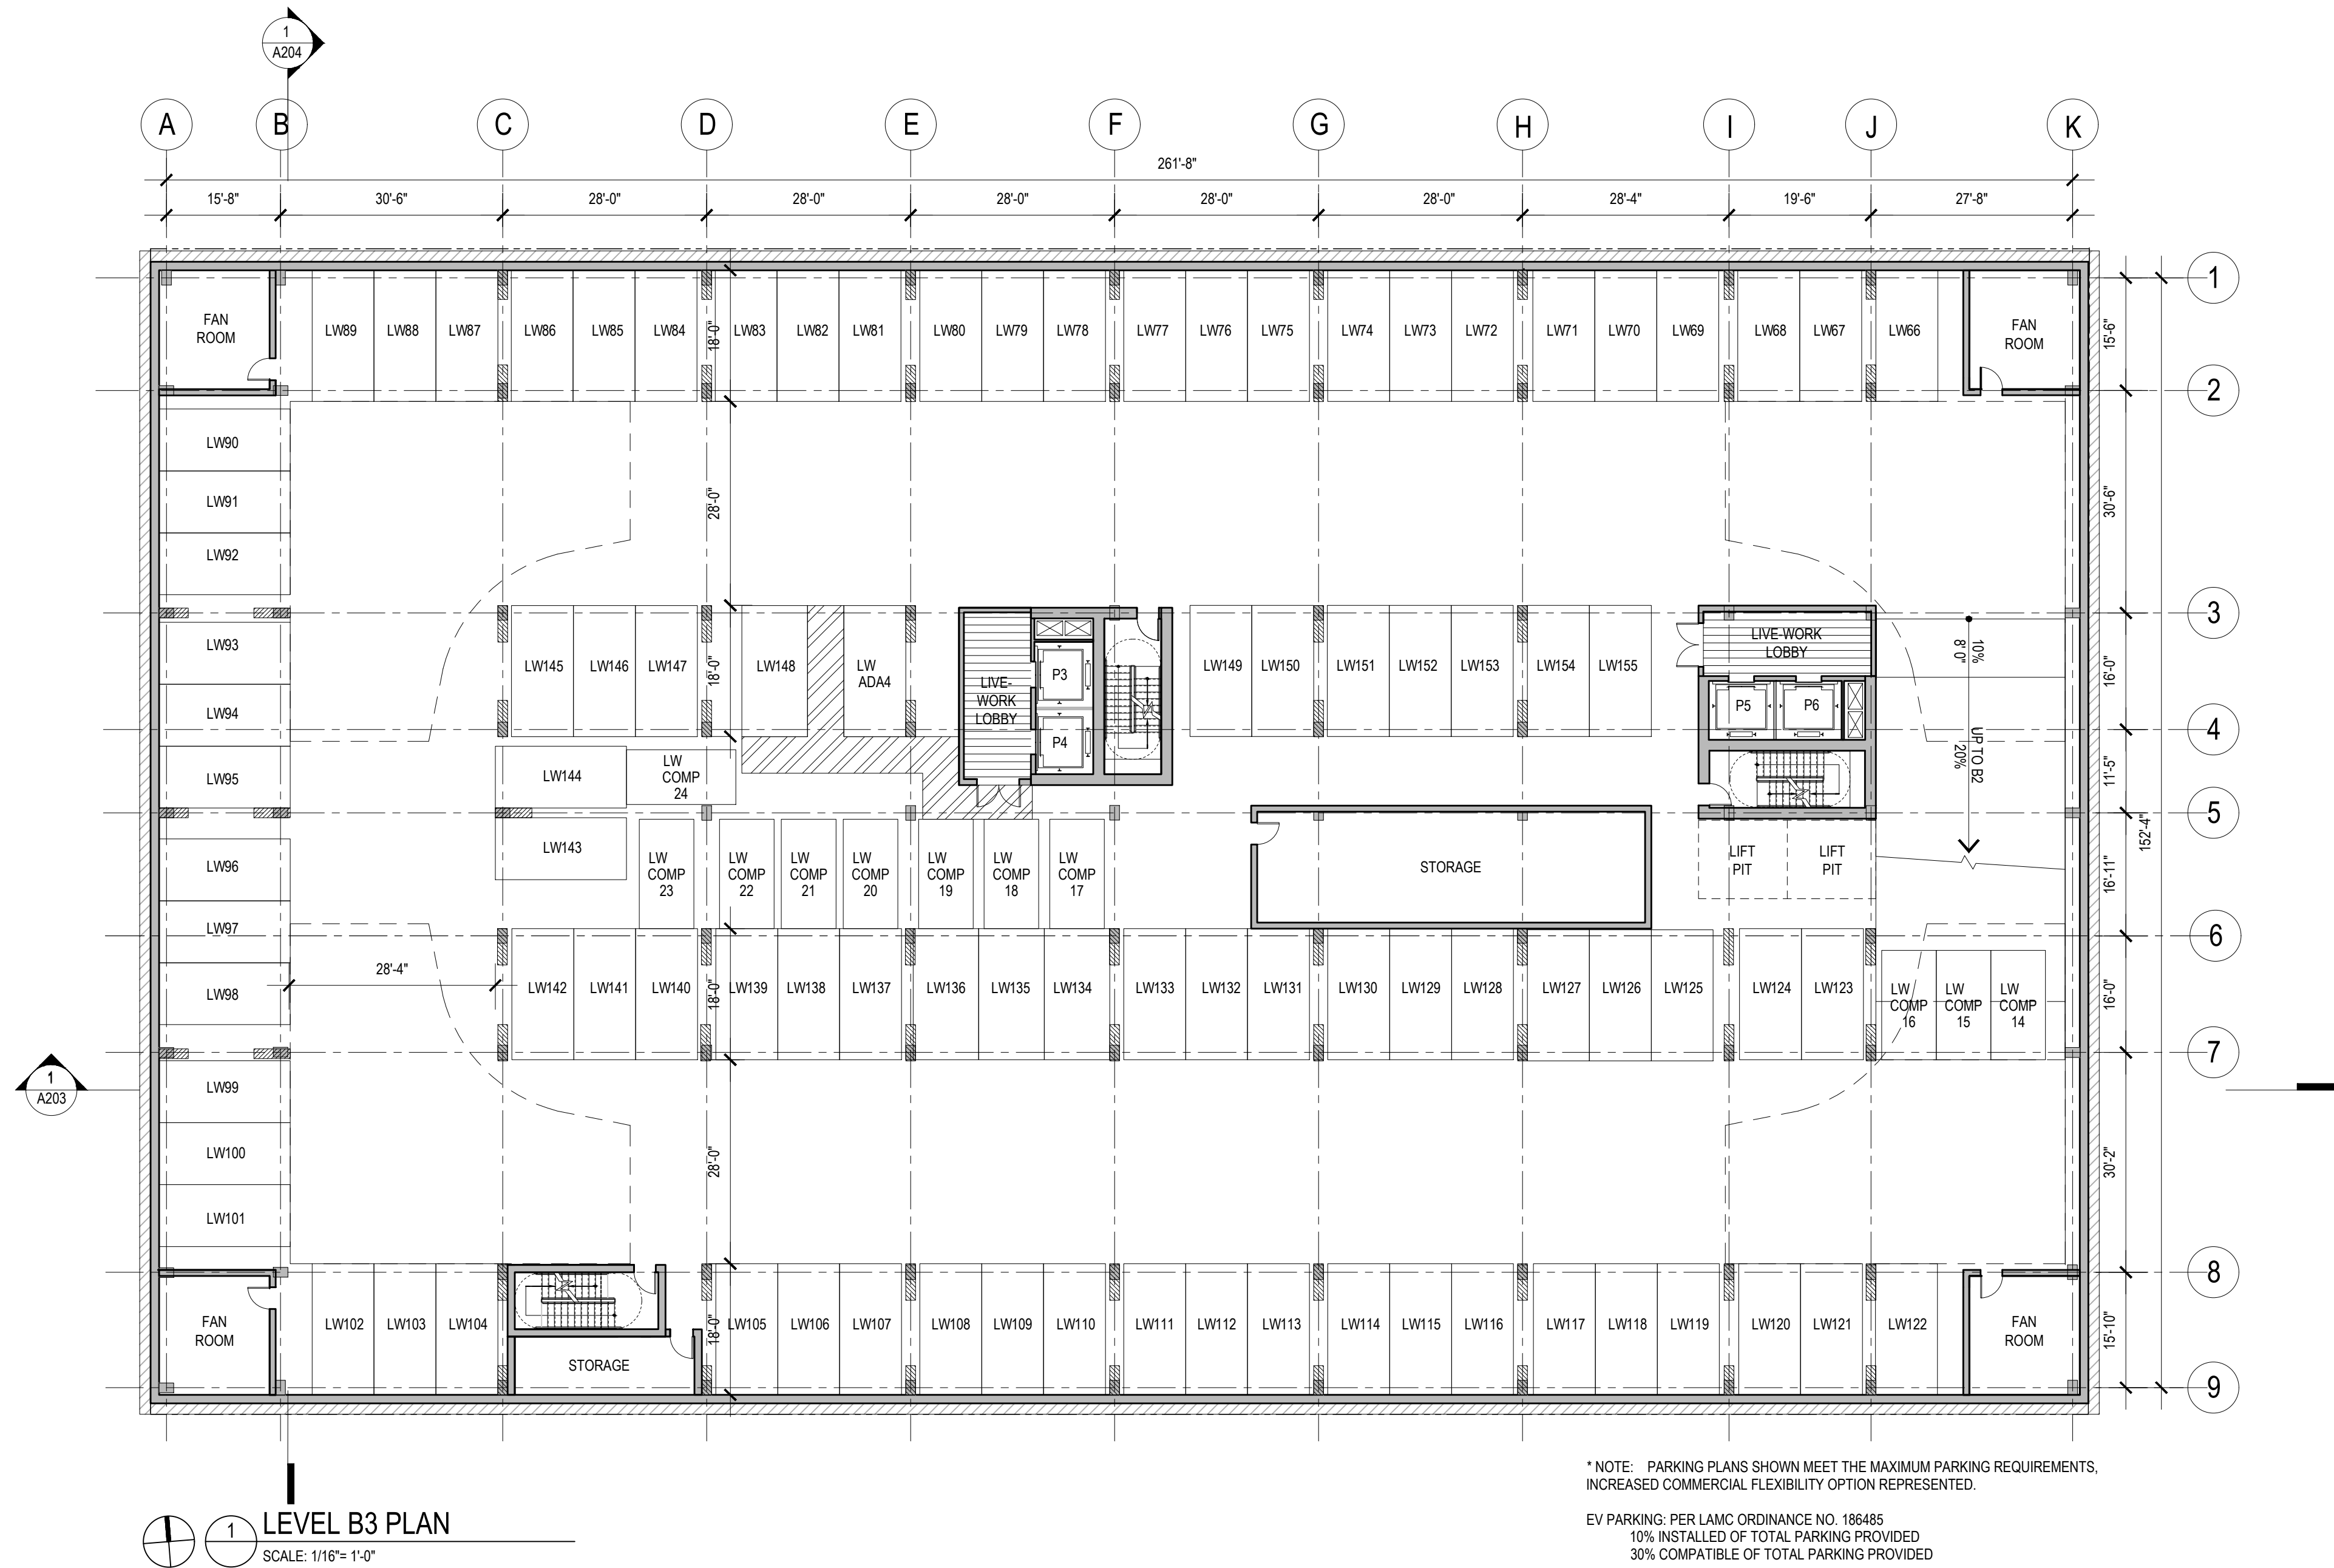 1
A204
A B C D E F G H I J K
261'-8"
15'-8" 30'-6" 28'-0" 28'-0" 28'-0" 28'-0" 28'-0" 28'-4" 19'-6" 27'-8"
1
FAN
ROOM
LW89 LW88 LW87 LW86 LW85 LW84 18'-0" LW83 LW82 LW81 LW80 LW79 LW78 LW77 LW76 LW75 LW74 LW73 LW72 LW71 LW70 LW69 LW68 LW67 LW66
FAN
ROOM
15'-6"
2
LW90
LW91
LW92
28'-0"
30'-6"
3
LW93
LW94
LW95
LW145 LW146 LW147 18'-0" LW148
LW
ADA4
LIVE-
WORK
LOBBY
P3
P4
LW149 LW150 LW151 LW152 LW153 LW154 LW155
LIVE-WORK
LOBBY
P5 P6
10%
8'-0"
UP TO B2
20%
16'-0"
4
11'-5"
5
152'-4"
LW144
LW
COMP
24
LW143
LW
COMP
23
LW
COMP
22
LW
COMP
21
LW
COMP
20
LW
COMP
19
LW
COMP
18
LW
COMP
17
STORAGE
LIFT
PIT
LIFT
PIT
16'-11"
6
LW96
LW97
LW98
28'-4"
LW142 LW141 LW140 18'-0" LW139 LW138 LW137 LW136 LW135 LW134 LW133 LW132 LW131 LW130 LW129 LW128 LW127 LW126 LW125 LW124 LW123
LW
COMP
16
LW
COMP
15
LW
COMP
14
16'-0"
7
1
A203
LW99
LW100
LW101
28'-0"
30'-2"
8
FAN
ROOM
LW102 LW103 LW104
STORAGE
18'-0" LW105 LW106 LW107 LW108 LW109 LW110 LW111 LW112 LW113 LW114 LW115 LW116 LW117 LW118 LW119 LW120 LW121 LW122
FAN
ROOM
15'-10"
9
* NOTE: PARKING PLANS SHOWN MEET THE MAXIMUM PARKING REQUIREMENTS,
INCREASED COMMERCIAL FLEXIBILITY OPTION REPRESENTED.
EV PARKING: PER LAMC ORDINANCE NO. 186485
10% INSTALLED OF TOTAL PARKING PROVIDED
30% COMPATIBLE OF TOTAL PARKING PROVIDED
1
LEVEL B3 PLAN
SCALE: 1/16"= 1'-0"